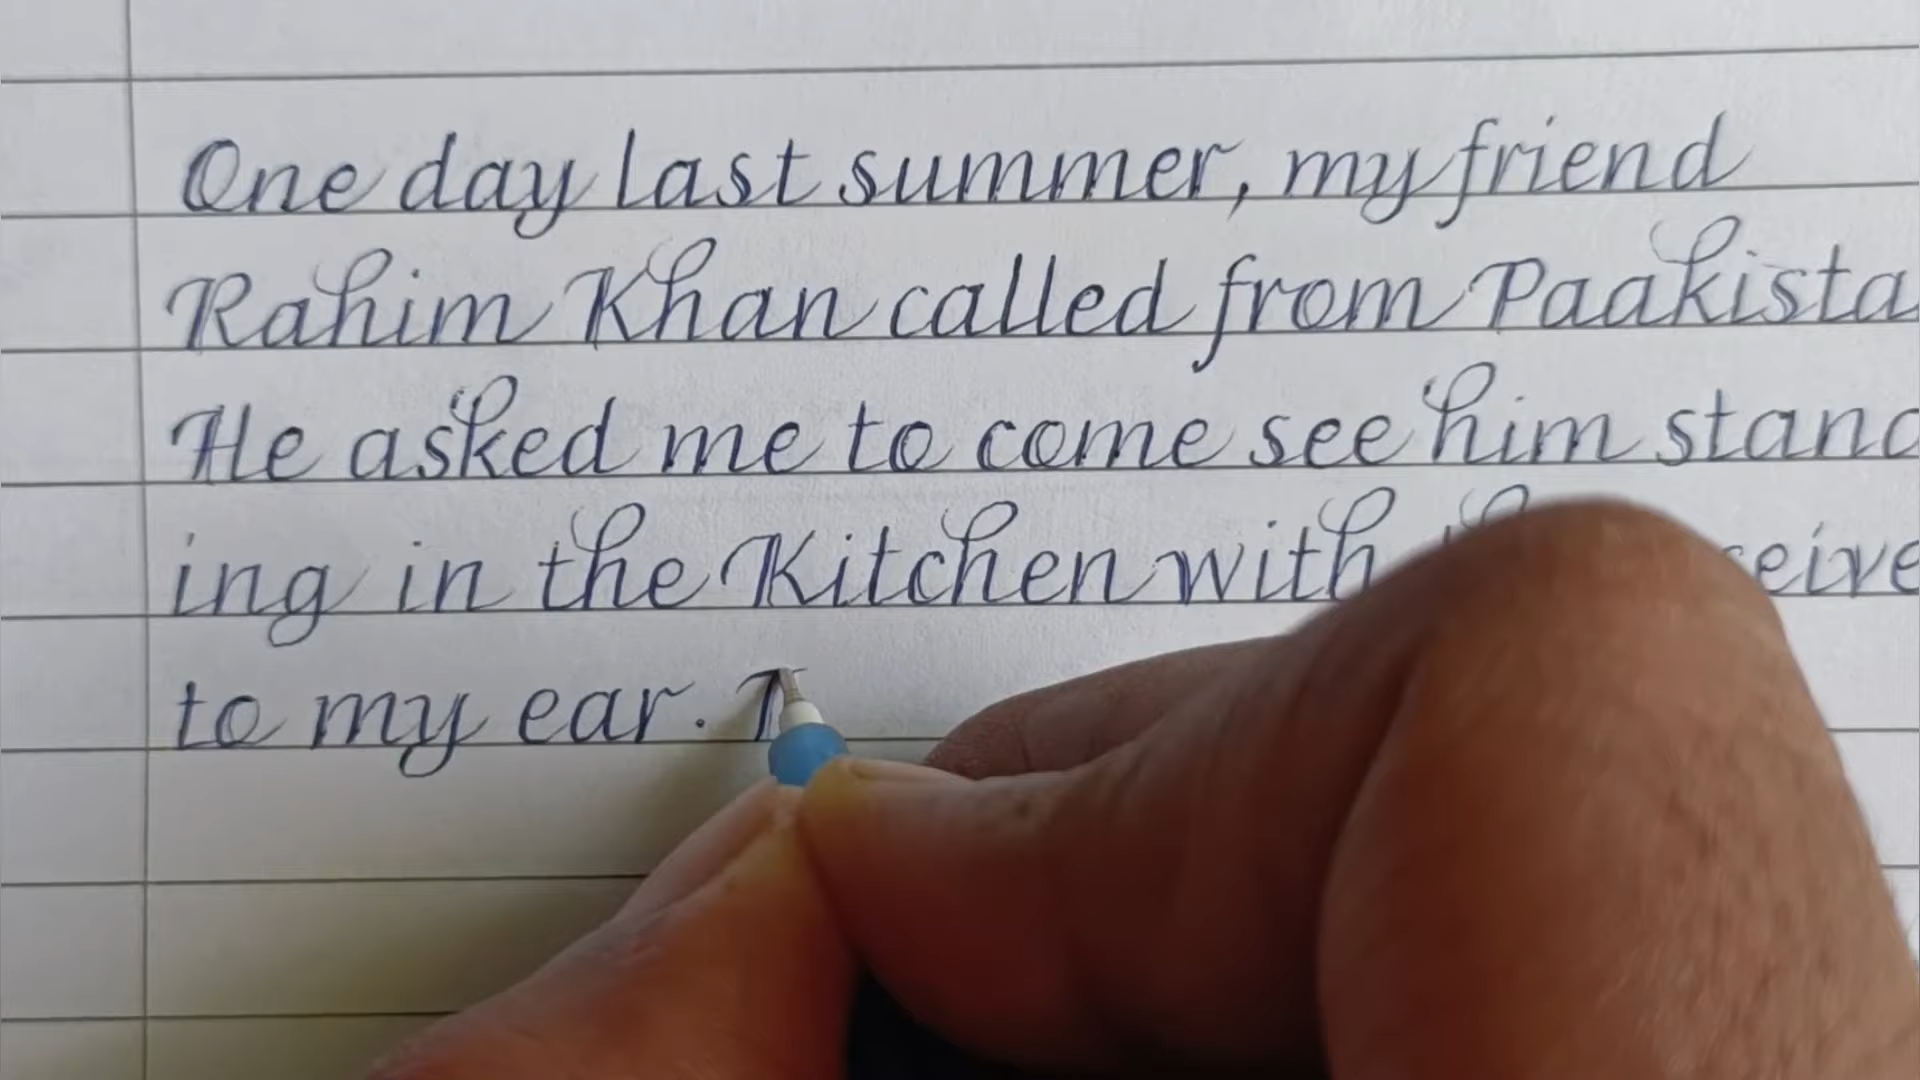 One day last summer, my friend
Rahim Khan called from Paakista
He asked me to come see him stand
ing in the Kitchen with
to my ear.